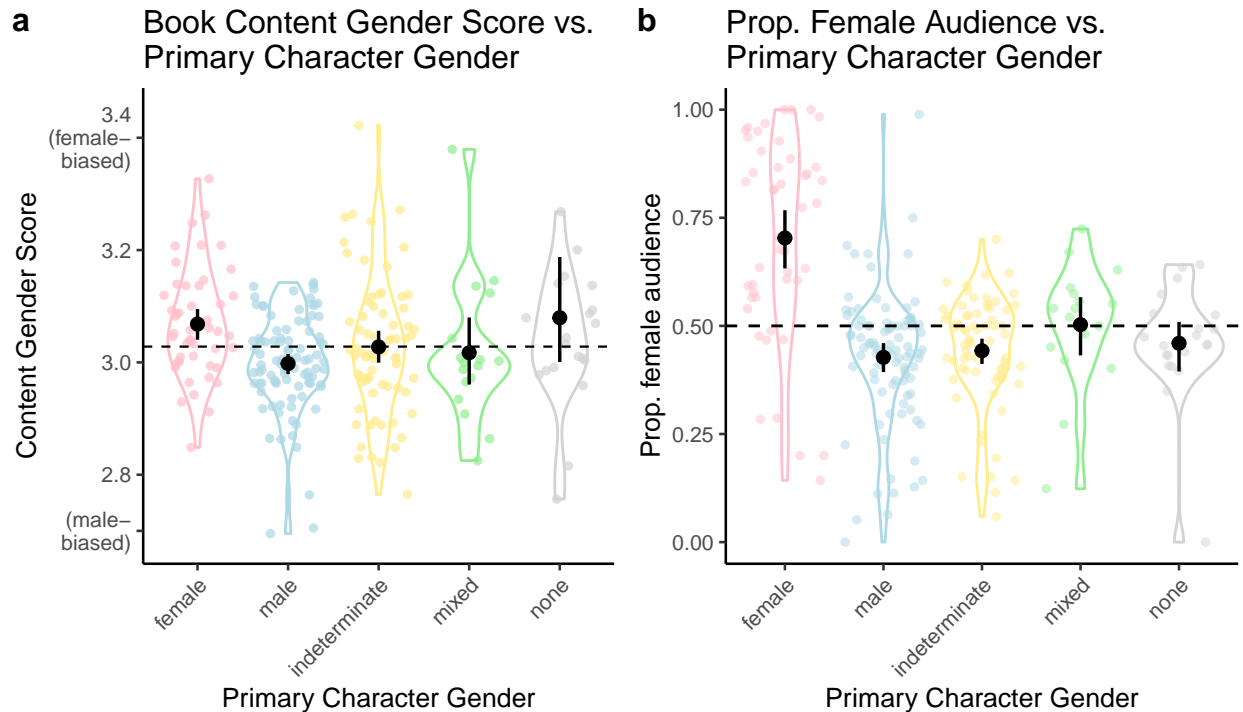 a
Book Content Gender Score vs.
Primary Character Gender
3.4
(female−
biased)
3.2
3.0
2.8
(male−
biased)
Content Gender Score
female
male
indeterminate
mixed
none
Primary Character Gender
b
Prop. Female Audience vs.
Primary Character Gender
1.00
0.75
0.50
0.25
0.00
Prop. female audience
female
male
indeterminate
mixed
none
Primary Character Gender